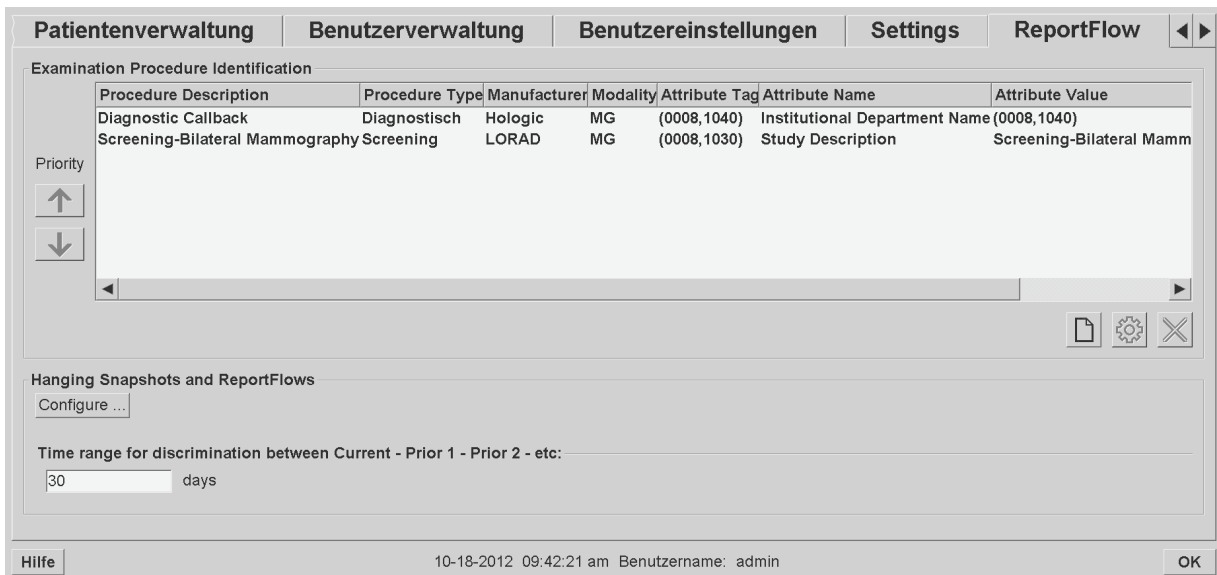 Patientenverwaltung Benutzerverwaltung Benutzereinstellungen Settings ReportFlow
Examination Procedure Identification
Procedure Description Procedure Type Manufacturer Modality Attribute Tag Attribute Name Attribute Value
Diagnostic Callback Diagnostisch Hologic MG (0008,1040) Institutional Department Name (0008,1040)
Screening-Bilateral Mammography Screening LORAD MG (0008,1030) Study Description Screening-Bilateral Mamm
Priority
Hanging Snapshots and ReportFlows
Configure ...
Time range for discrimination between Current - Prior 1 - Prior 2 - etc:
30 days
Hilfe 10-18-2012 09:42:21 am Benutzername: admin OK